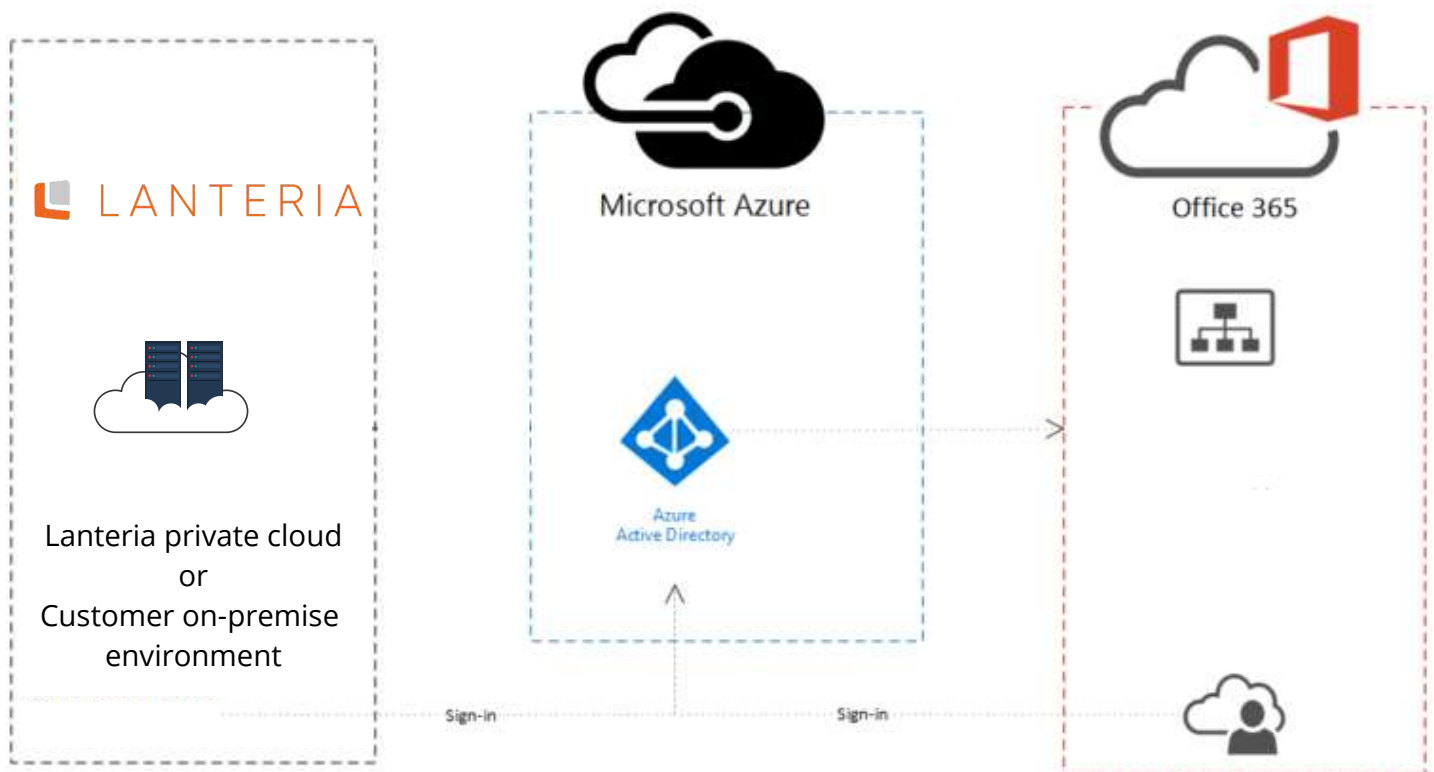 LANTERIA
Lanteria private cloud
or
Customer on-premise
environment
Microsoft Azure
Azure
Active Directory
Office 365
Sign-in
Sign-in